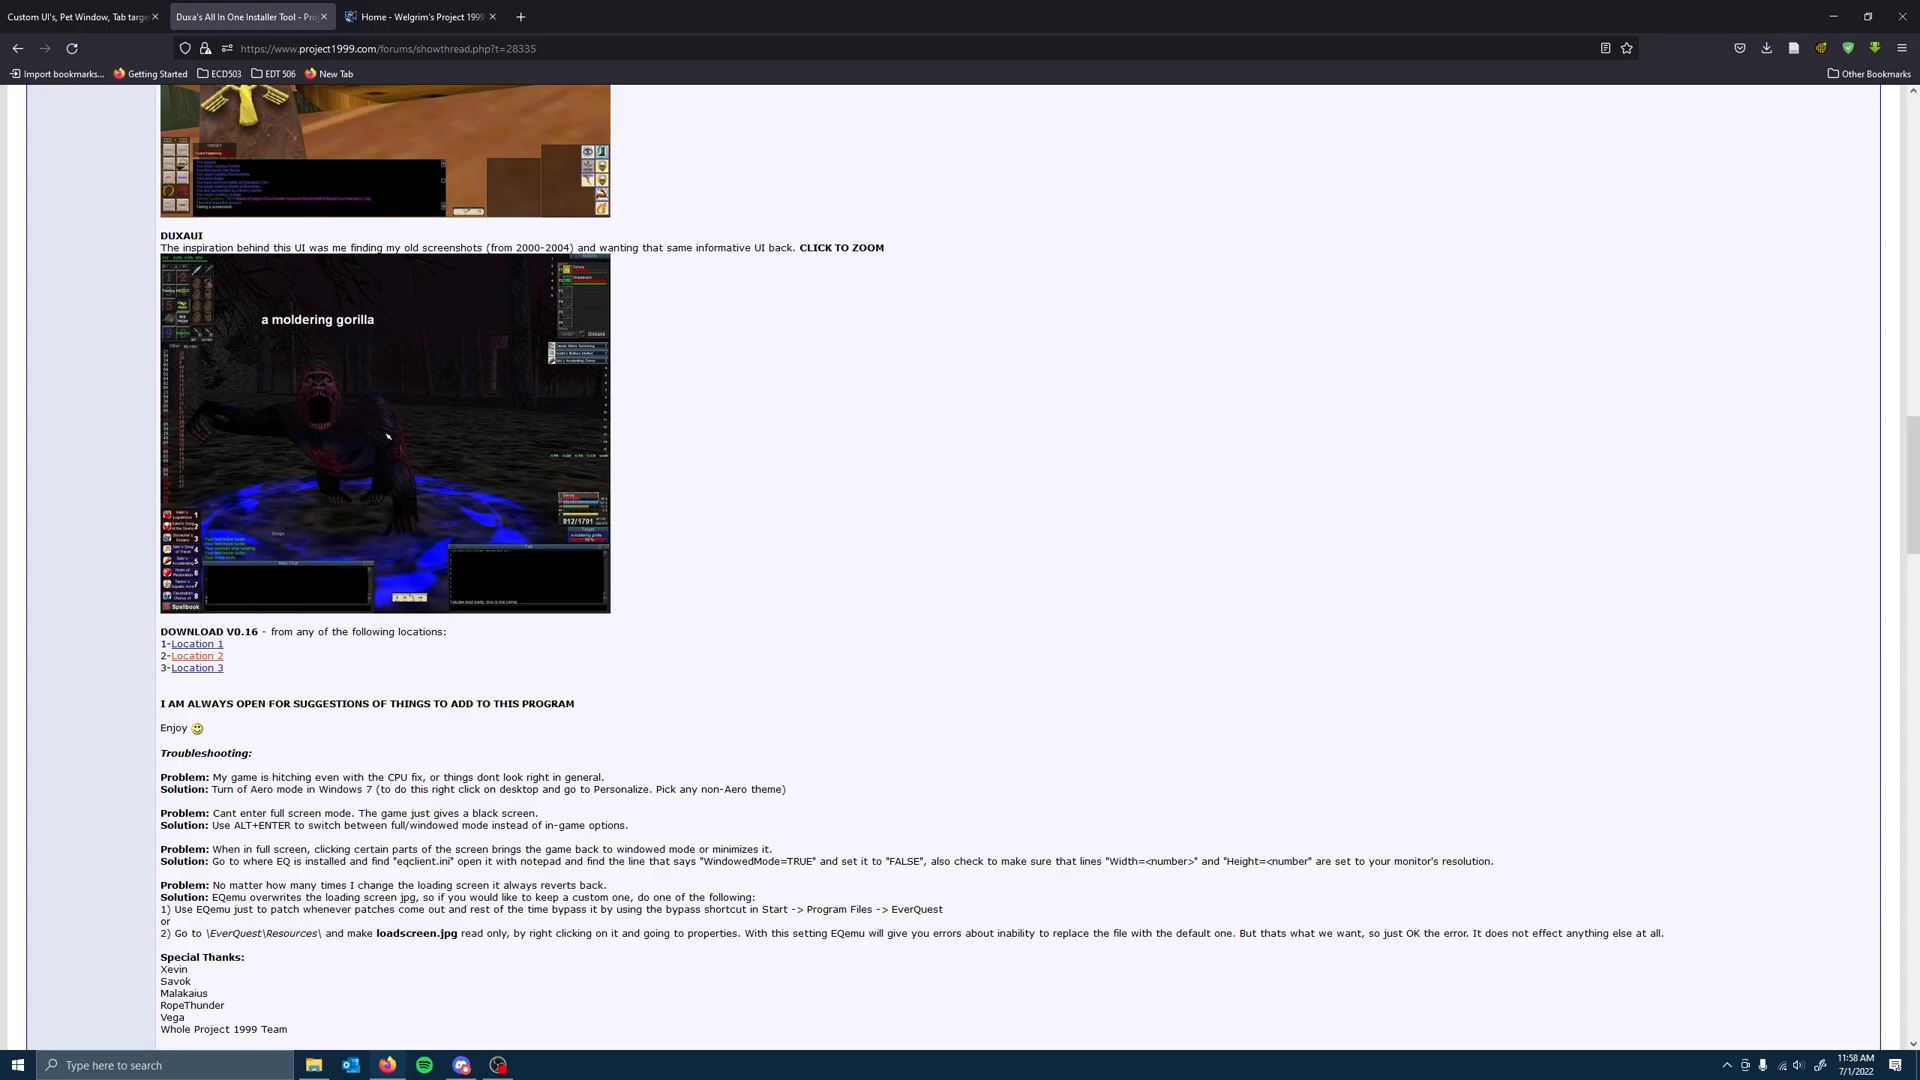 Custom UI's, Pet Window, Tab targ
Duxa's All In One Installer Tool - Pro
Home - Welgrim's Project 1999
https://www.project1999.com/forums/showthread.php?t=28335
Import bookmarks...
Getting Started
ECD503
EDT 506
New Tab
Other Bookmarks
TARGET
DUXAUI
The inspiration behind this UI was me finding my old screenshots (from 2000-2004) and wanting that same informative UI back. CLICK TO ZOOM
a moldering gorilla
Disband
812/1791
Target
Main Chat
Spellbook
DOWNLOAD V0.16 - from any of the following locations:
1-Location 1
2-Location 2
3-Location 3
I AM ALWAYS OPEN FOR SUGGESTIONS OF THINGS TO ADD TO THIS PROGRAM
Enjoy
Troubleshooting:
Problem: My game is hitching even with the CPU fix, or things dont look right in general.
Solution: Turn of Aero mode in Windows 7 (to do this right click on desktop and go to Personalize. Pick any non-Aero theme)
Problem: Cant enter full screen mode. The game just gives a black screen.
Solution: Use ALT+ENTER to switch between full/windowed mode instead of in-game options.
Problem: When in full screen, clicking certain parts of the screen brings the game back to windowed mode or minimizes it.
Solution: Go to where EQ is installed and find "eqclient.ini" open it with notepad and find the line that says "WindowedMode=TRUE" and set it to "FALSE", also check to make sure that lines "Width=<number>" and "Height=<number" are set to your monitor's resolution.
Problem: No matter how many times I change the loading screen it always reverts back.
Solution: EQemu overwrites the loading screen jpg, so if you would like to keep a custom one, do one of the following:
1) Use EQemu just to patch whenever patches come out and rest of the time bypass it by using the bypass shortcut in Start -> Program Files -> EverQuest
or
2) Go to \EverQuest\Resources\ and make loadscreen.jpg read only, by right clicking on it and going to properties. With this setting EQemu will give you errors about inability to replace the file with the default one. But thats what we want, so just OK the error. It does not effect anything else at all.
Special Thanks:
Xevin
Savok
Malakaius
RopeThunder
Vega
Whole Project 1999 Team
Type here to search
11:58 AM
7/1/2022